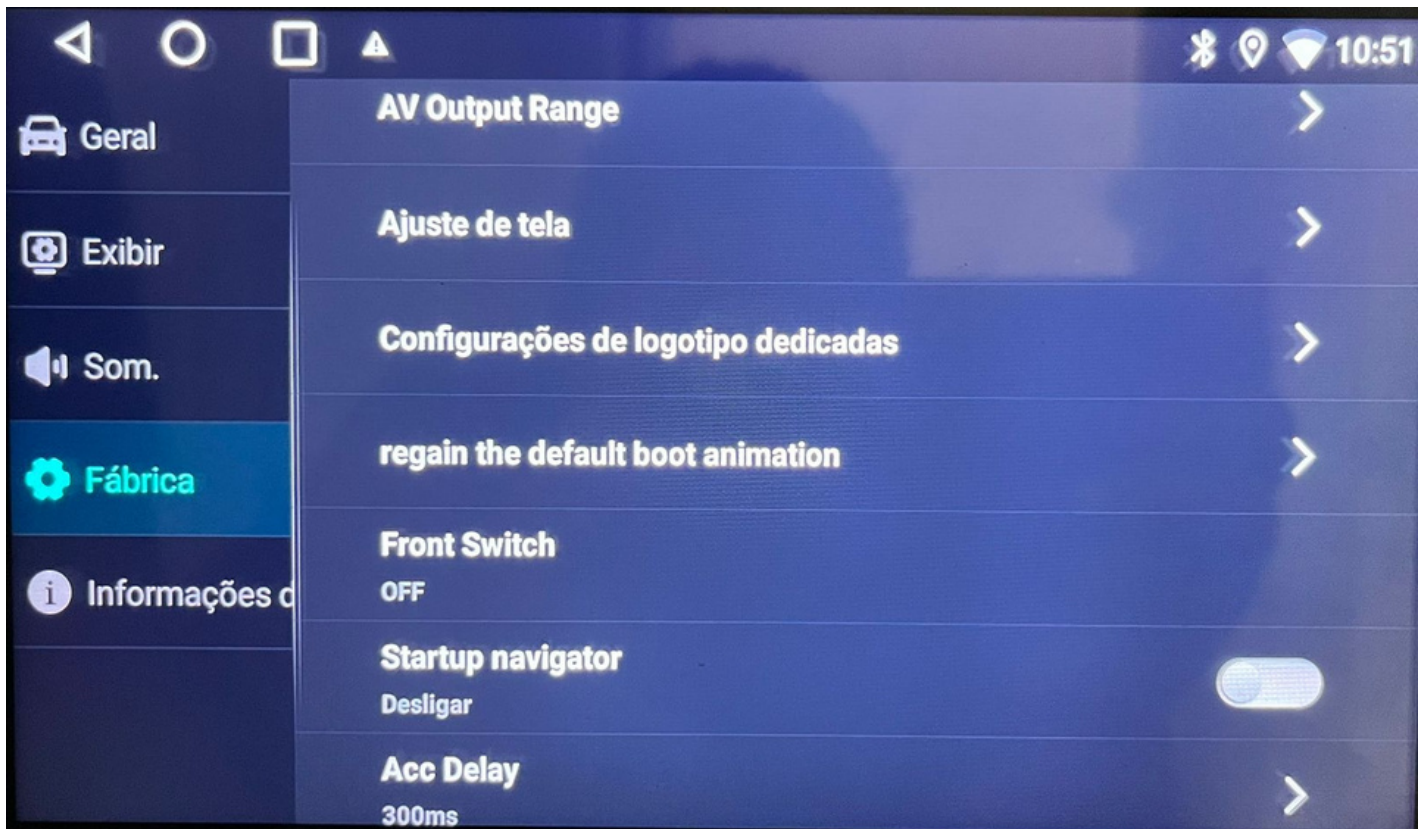 10:51
Geral
Exibir
Som.
Fábrica
Informações d
AV Output Range
Ajuste de tela
Configurações de logotipo dedicadas
regain the default boot animation
Front Switch
OFF
Startup navigator
Desligar
Acc Delay
300ms